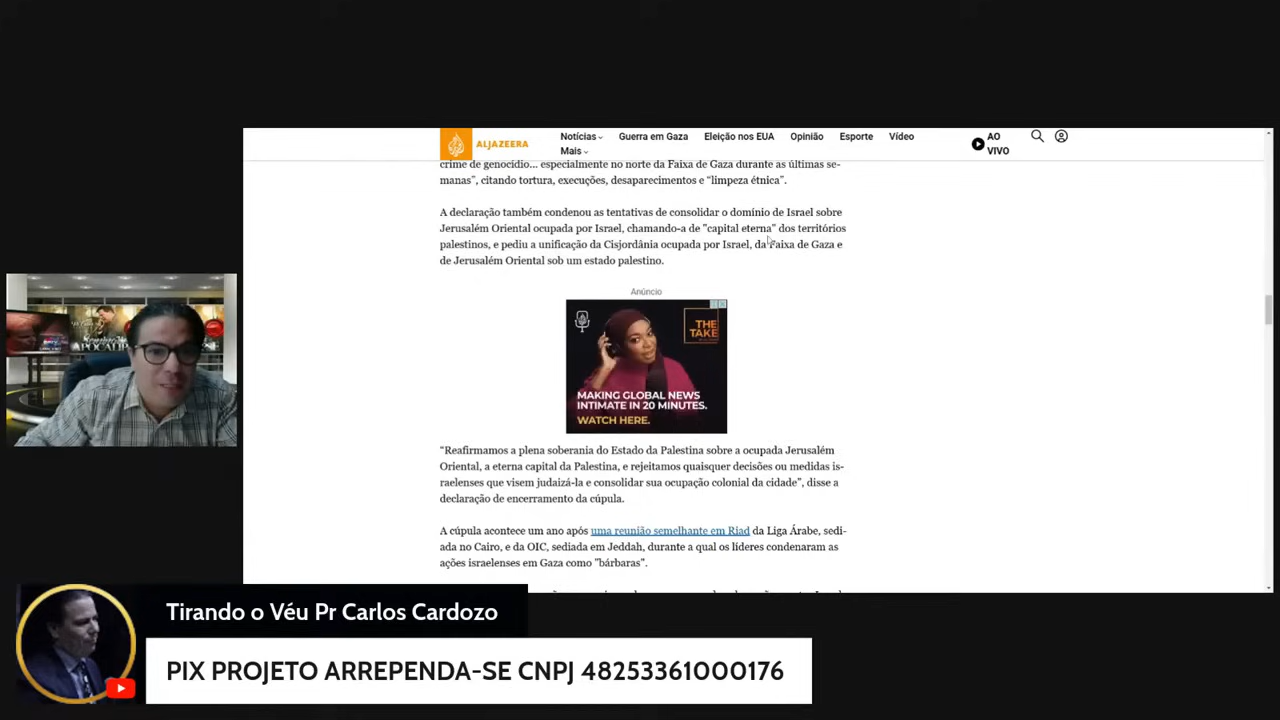 ALJAZEERA
Notícias
Guerra em Gaza
Eleição nos EUA
Opinião
Esporte
Vídeo
Mais
AO
VIVO
crime de genocídio... especialmente no norte da Faixa de Gaza durante as últimas se-
manas”, citando tortura, execuções, desaparecimentos e “limpeza étnica”.
A declaração também condenou as tentativas de consolidar o domínio de Israel sobre
Jerusalém Oriental ocupada por Israel, chamando-a de "capital eterna" dos territórios
palestinos, e pediu a unificação da Cisjordânia ocupada por Israel, da Faixa de Gaza e
de Jerusalém Oriental sob um estado palestino.
Anúncio
THE
TAKE
MAKING GLOBAL NEWS
INTIMATE IN 20 MINUTES.
WATCH HERE.
“Reafirmamos a plena soberania do Estado da Palestina sobre a ocupada Jerusalém
Oriental, a eterna capital da Palestina, e rejeitamos quaisquer decisões ou medidas is-
raelenses que visem judaizá-la e consolidar sua ocupação colonial da cidade”, disse a
declaração de encerramento da cúpula.
A cúpula acontece um ano após uma reunião semelhante em Riad da Liga Árabe, sedi-
ada no Cairo, e da OIC, sediada em Jeddah, durante a qual os líderes condenaram as
ações israelenses em Gaza como "bárbaras".
Tirando o Véu Pr Carlos Cardozo
PIX PROJETO ARREPENDA-SE CNPJ 48253361000176